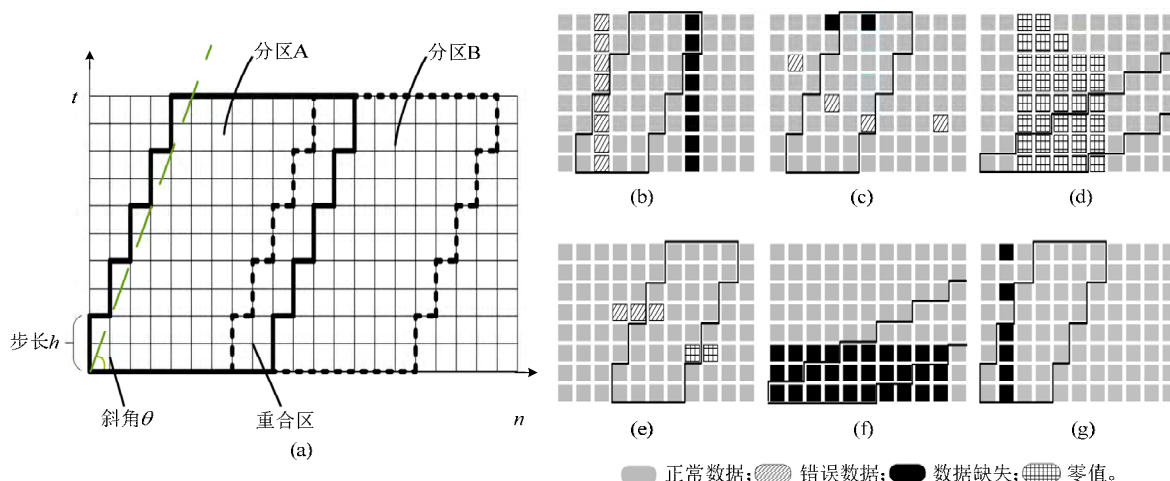 分区A
分区B
t
步长h
斜角θ
重合区
n
(a)
(b)
(c)
(d)
(e)
(f)
(g)
正常数据; 错误数据; 数据缺失; 零值。